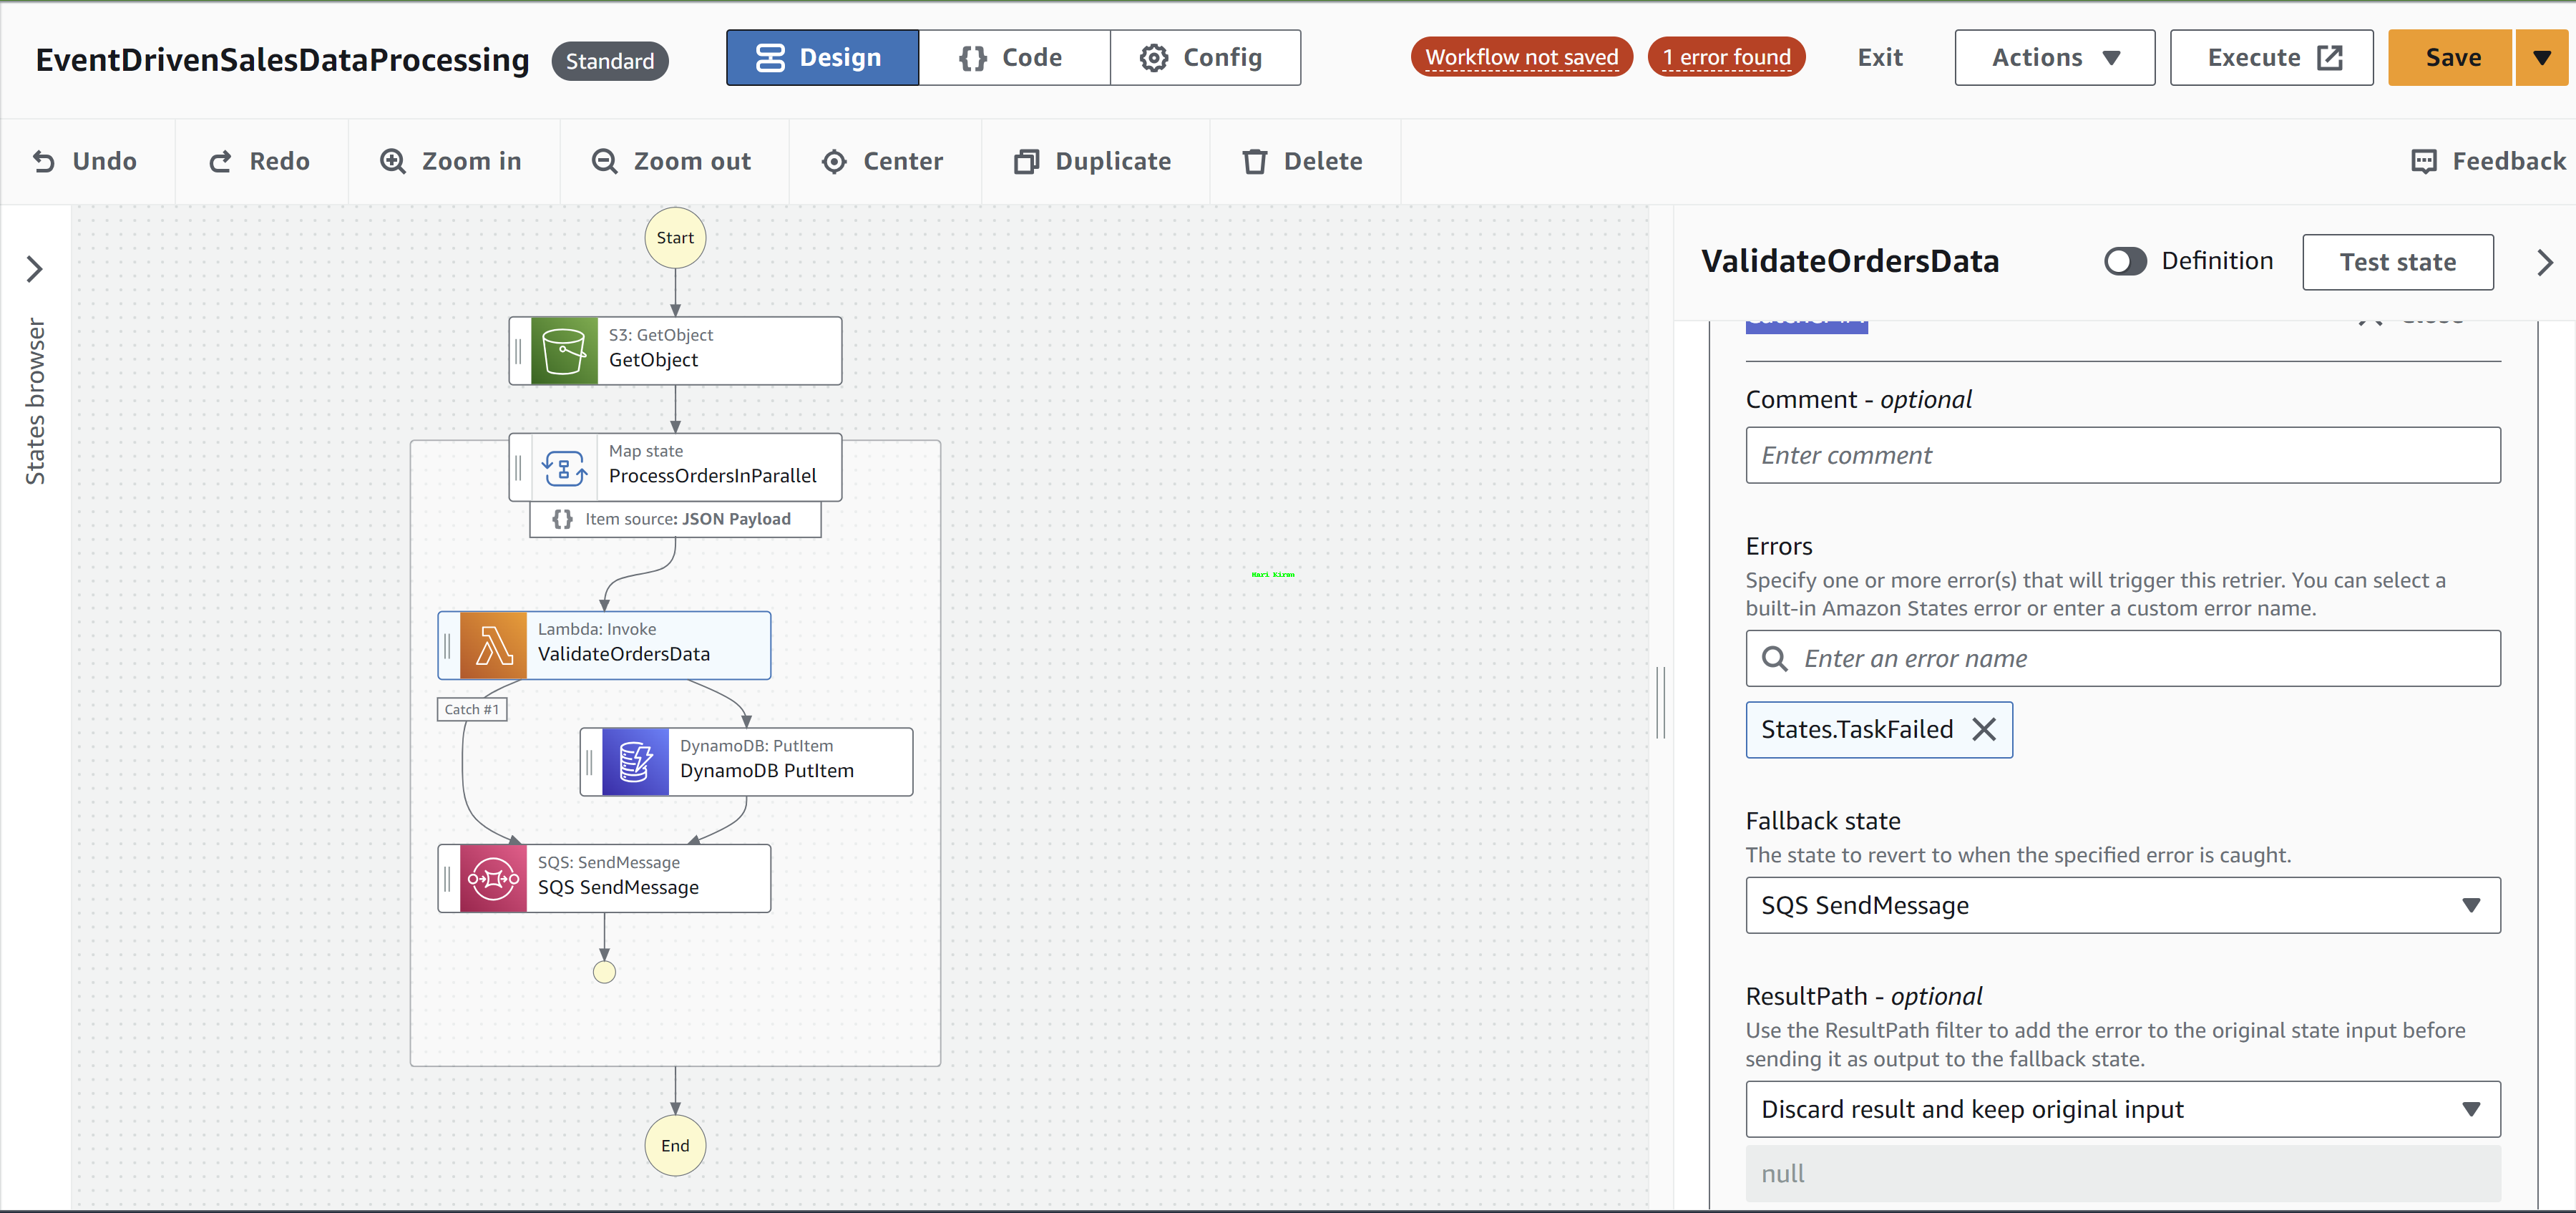 EventDrivenSalesDataProcessing Standard Design Code Config Workflow not saved 1 error found Exit Actions Execute Save
Undo Redo Zoom in Zoom out Center Duplicate Delete Feedback
States browser
Start
S3: GetObject
GetObject
Map state
ProcessOrdersInParallel
Item source: JSON Payload
Lambda: Invoke
ValidateOrdersData
Catch #1
DynamoDB: PutItem
DynamoDB PutItem
SQS: SendMessage
SQS SendMessage
End
Hari Kiran
ValidateOrdersData Definition Test state
Comment - optional
Enter comment
Errors
Specify one or more error(s) that will trigger this retrier. You can select a
built-in Amazon States error or enter a custom error name.
Enter an error name
States.TaskFailed
Fallback state
The state to revert to when the specified error is caught.
SQS SendMessage
ResultPath - optional
Use the ResultPath filter to add the error to the original state input before
sending it as output to the fallback state.
Discard result and keep original input
null